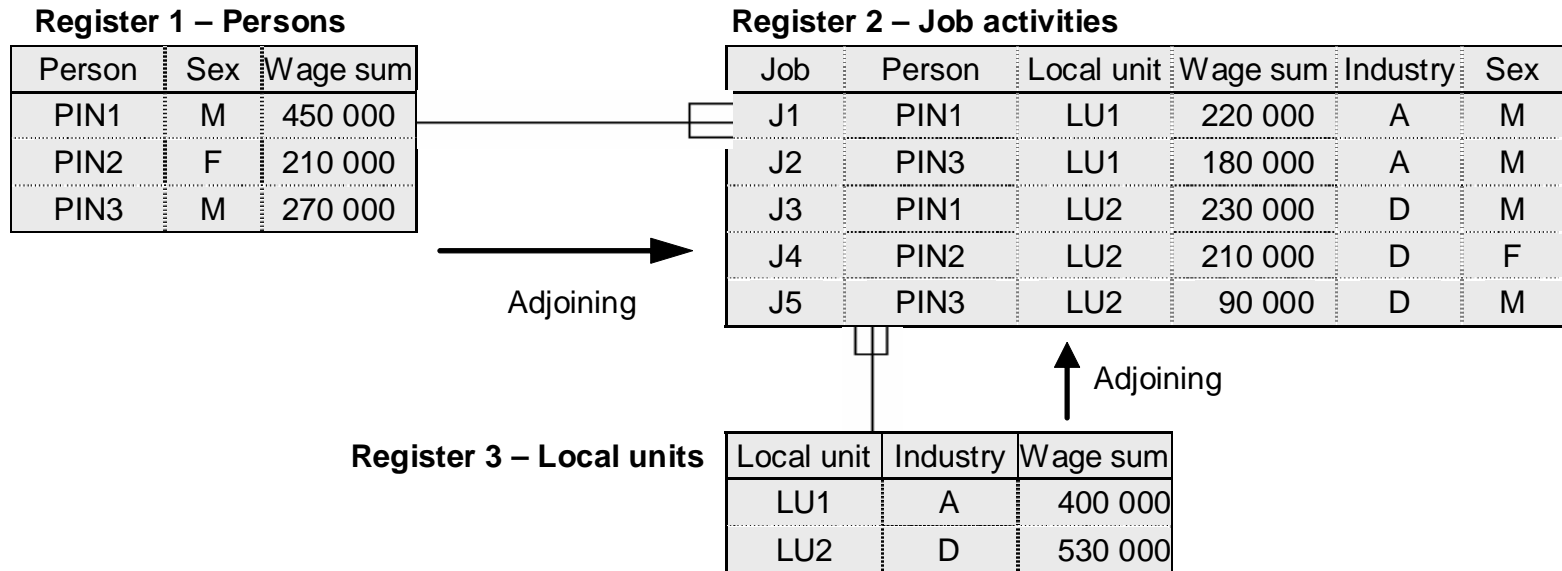 Register 1 – Persons
Person Sex Wage sum
PIN1 M 450 000
PIN2 F 210 000
PIN3 M 270 000
Adjoining
Register 2 – Job activities
Job Person Local unit Wage sum Industry Sex
J1 PIN1 LU1 220 000 A M
J2 PIN3 LU1 180 000 A M
J3 PIN1 LU2 230 000 D M
J4 PIN2 LU2 210 000 D F
J5 PIN3 LU2 90 000 D M
Adjoining
Register 3 – Local units
Local unit Industry Wage sum
LU1 A 400 000
LU2 D 530 000